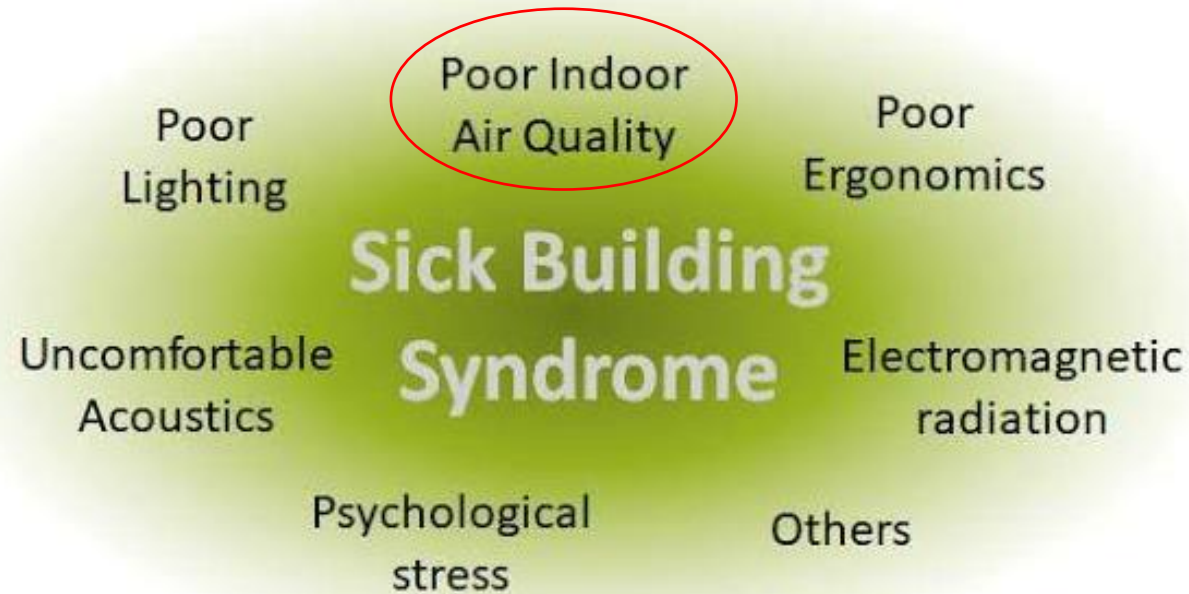 Poor Indoor
Air Quality
Poor
Lighting
Poor
Ergonomics
Sick Building
Syndrome
Uncomfortable
Acoustics
Electromagnetic
radiation
Psychological
stress
Others